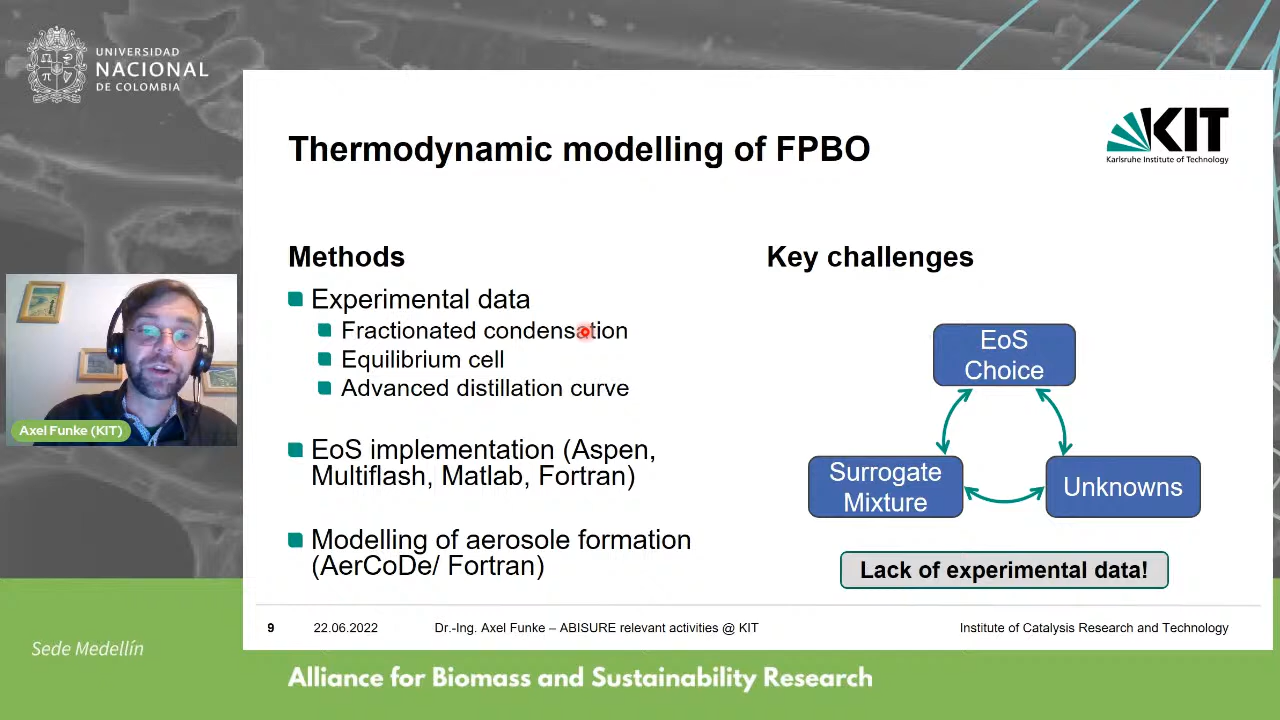 UNIVERSIDAD
NACIONAL
DE COLOMBIA
KIT
Karlsruhe Institute of Technology
Thermodynamic modelling of FPBO
Methods
Experimental data
Fractionated condensation
Equilibrium cell
Advanced distillation curve
EoS implementation (Aspen,
Multiflash, Matlab, Fortran)
Modelling of aerosole formation
(AerCoDe/ Fortran)
Key challenges
EoS
Choice
Surrogate
Mixture
Unknowns
Lack of experimental data!
Axel Funke (KIT)
9
22.06.2022
Dr.-Ing. Axel Funke – ABISURE relevant activities @ KIT
Institute of Catalysis Research and Technology
Sede Medellín
Alliance for Biomass and Sustainability Research